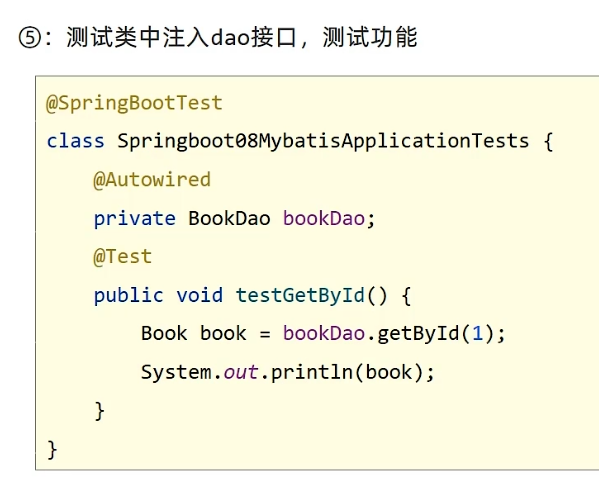 ⑤：测试类中注入dao接口，测试功能
@SpringBootTest
class Springboot08MybatisApplicationTests {
    @Autowired
    private BookDao bookDao;
    @Test
    public void testGetById() {
        Book book = bookDao.getById(1);
        System.out.println(book);
    }
}